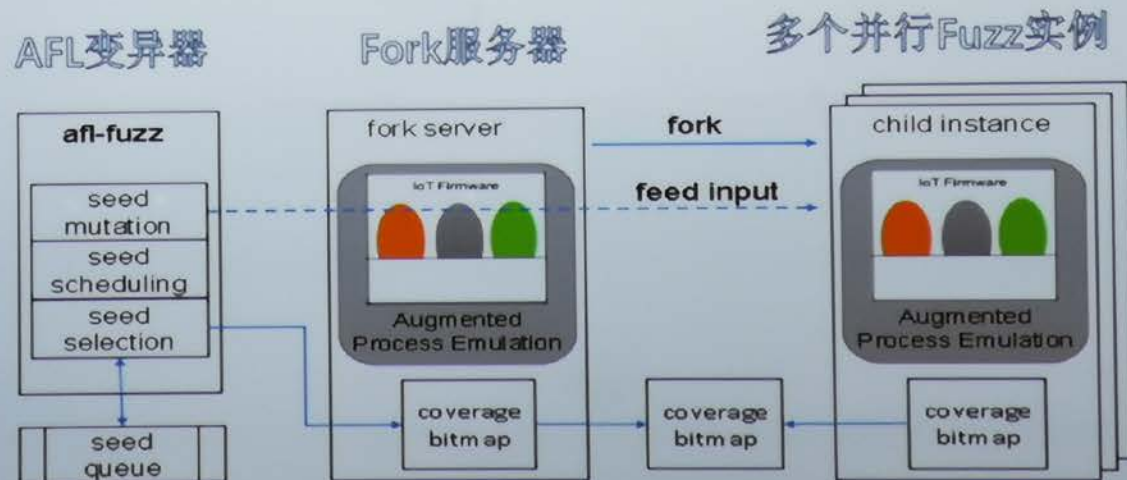 AFL变异器
Fork服务器
多个并行Fuzz实例
afl-fuzz
seed
mutation
seed
scheduling
seed
selection
seed
queue
fork server
IoT Firmware
Augmented
Process Emulation
coverage
bitmap
fork
feed input
coverage
bitmap
child instance
IoT Firmware
Augmented
Process Emulation
coverage
bitmap